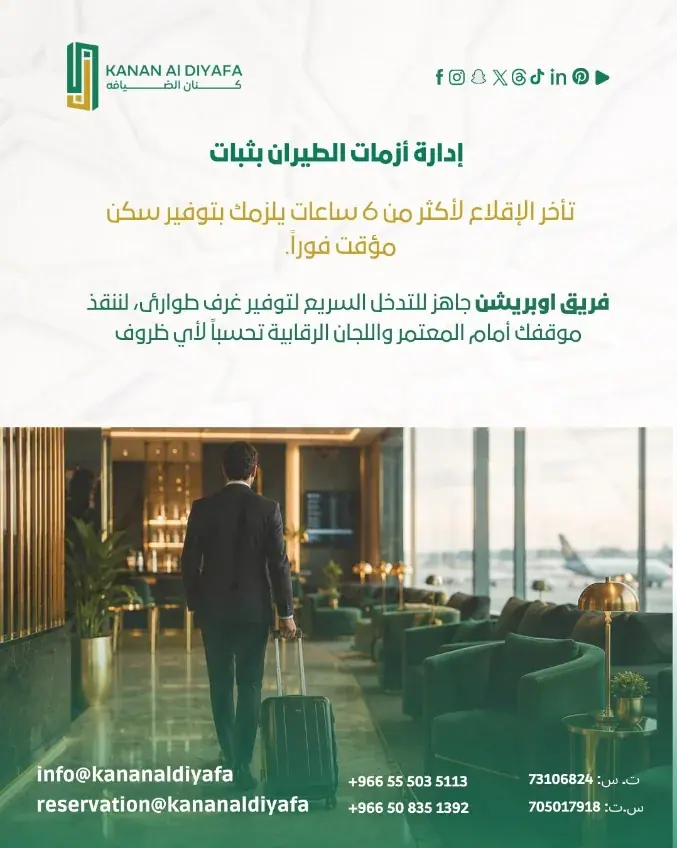 KANAN Al DIYAFA
كنان الضيافه
إدارة أزمات الطيران بثبات
تأخر الإقلاع لأكثر من 6 ساعات يلزمك بتوفير سكن
مؤقت فوراً.
فريق اوبريشن جاهز للتدخل السريع لتوفير غرف طوارئ، لننقذ
موقفك أمام المعتمر واللجان الرقابية تحسباً لأي ظروف
info@kananaldiyafa
reservation@kananaldiyafa
+966 55 503 5113
+966 50 835 1392
ت. س: 73106824
س.ت: 705017918